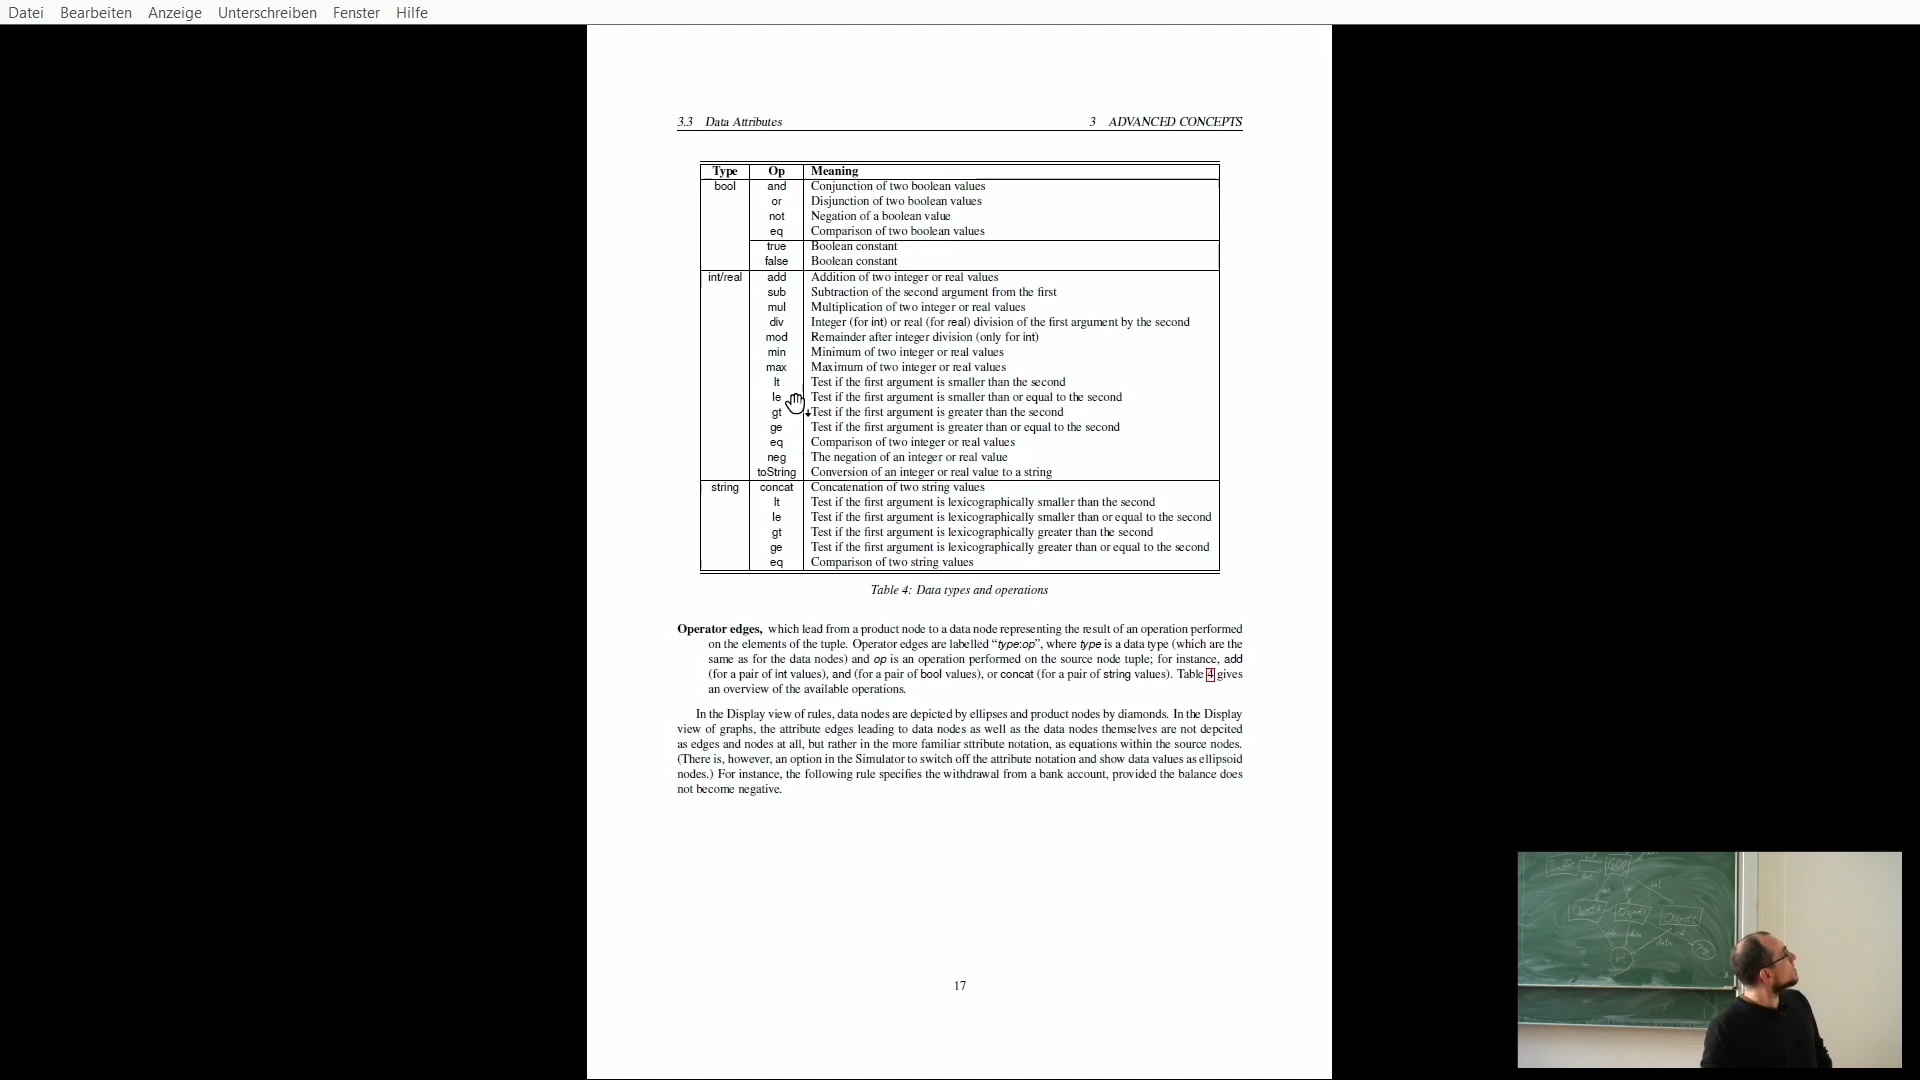 Datei Bearbeiten Anzeige Unterschreiben Fenster Hilfe
3.3 Data Attributes 3 ADVANCED CONCEPTS
Type Op Meaning
bool and Conjunction of two boolean values
or Disjunction of two boolean values
not Negation of a boolean value
eq Comparison of two boolean values
true Boolean constant
false Boolean constant
int/real add Addition of two integer or real values
sub Subtraction of the second argument from the first
mul Multiplication of two integer or real values
div Integer (for int) or real (for real) division of the first argument by the second
mod Remainder after integer division (only for int)
min Minimum of two integer or real values
max Maximum of two integer or real values
lt Test if the first argument is smaller than the second
le Test if the first argument is smaller than or equal to the second
gt Test if the first argument is greater than the second
ge Test if the first argument is greater than or equal to the second
eq Comparison of two integer or real values
neg The negation of an integer or real value
toString Conversion of an integer or real value to a string
string concat Concatenation of two string values
lt Test if the first argument is lexicographically smaller than the second
le Test if the first argument is lexicographically smaller than or equal to the second
gt Test if the first argument is lexicographically greater than the second
ge Test if the first argument is lexicographically greater than or equal to the second
eq Comparison of two string values
Table 4: Data types and operations
Operator edges, which lead from a product node to a data node representing the result of an operation performed
on the elements of the tuple. Operator edges are labelled “type:op”, where type is a data type (which are the
same as for the data nodes) and op is an operation performed on the source node tuple; for instance, add
(for a pair of int values), and (for a pair of bool values), or concat (for a pair of string values). Table 4 gives
an overview of the available operations.
In the Display view of rules, data nodes are depicted by ellipses and product nodes by diamonds. In the Display
view of graphs, the attribute edges leading to data nodes as well as the data nodes themselves are not depcited
as edges and nodes at all, but rather in the more familiar sttribute notation, as equations within the source nodes.
(There is, however, an option in the Simulator to switch off the attribute notation and show data values as ellipsoid
nodes.) For instance, the following rule specifies the withdrawal from a bank account, provided the balance does
not become negative.
17